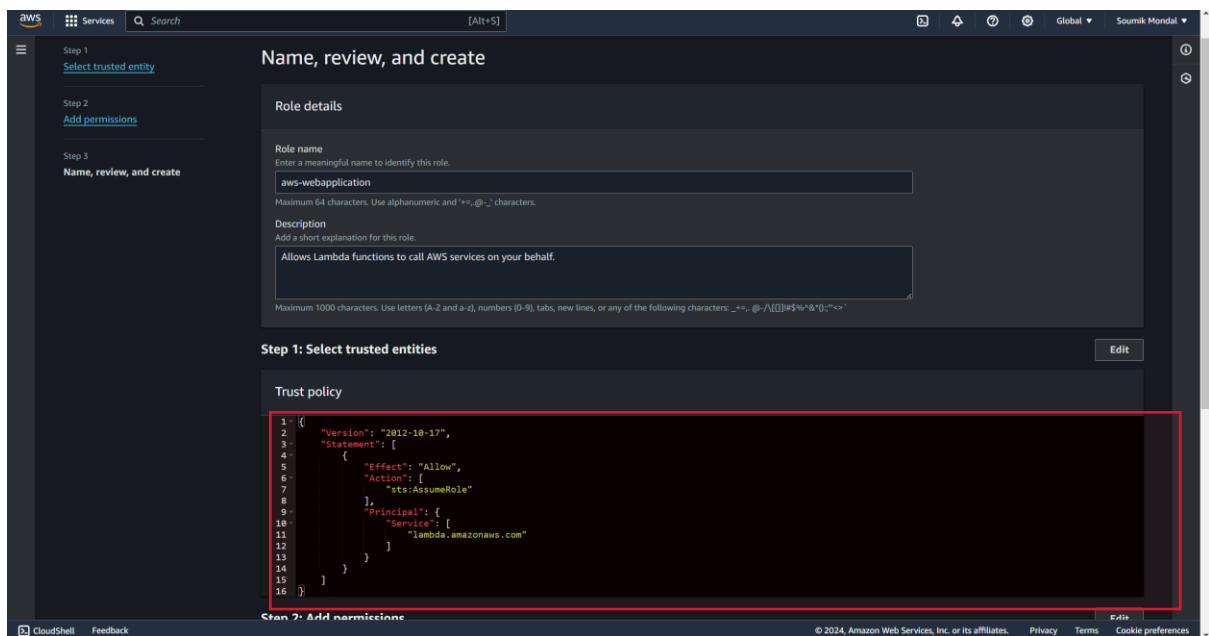 aws Services Search [Alt+S] Global Soumik Mondal
Step 1
Select trusted entity
Step 2
Add permissions
Step 3
Name, review, and create
Name, review, and create
Role details
Role name
Enter a meaningful name to identify this role.
aws-webapplication
Maximum 64 characters. Use alphanumeric and '+=,.@-_' characters.
Description
Add a short explanation for this role.
Allows Lambda functions to call AWS services on your behalf.
Maximum 1000 characters. Use letters (A-Z and a-z), numbers (0-9), tabs, new lines, or any of the following characters: _+=,. @-/\[{}]!#$%^&*();:"'<>`
Step 1: Select trusted entities Edit
Trust policy
1 {
2 "Version": "2012-10-17",
3 "Statement": [
4 {
5 "Effect": "Allow",
6 "Action": [
7 "sts:AssumeRole"
8 ],
9 "Principal": {
10 "Service": [
11 "lambda.amazonaws.com"
12 ]
13 }
14 }
15 ]
16 }
Step 2: Add permissions Edit
CloudShell Feedback © 2024, Amazon Web Services, Inc. or its affiliates. Privacy Terms Cookie preferences